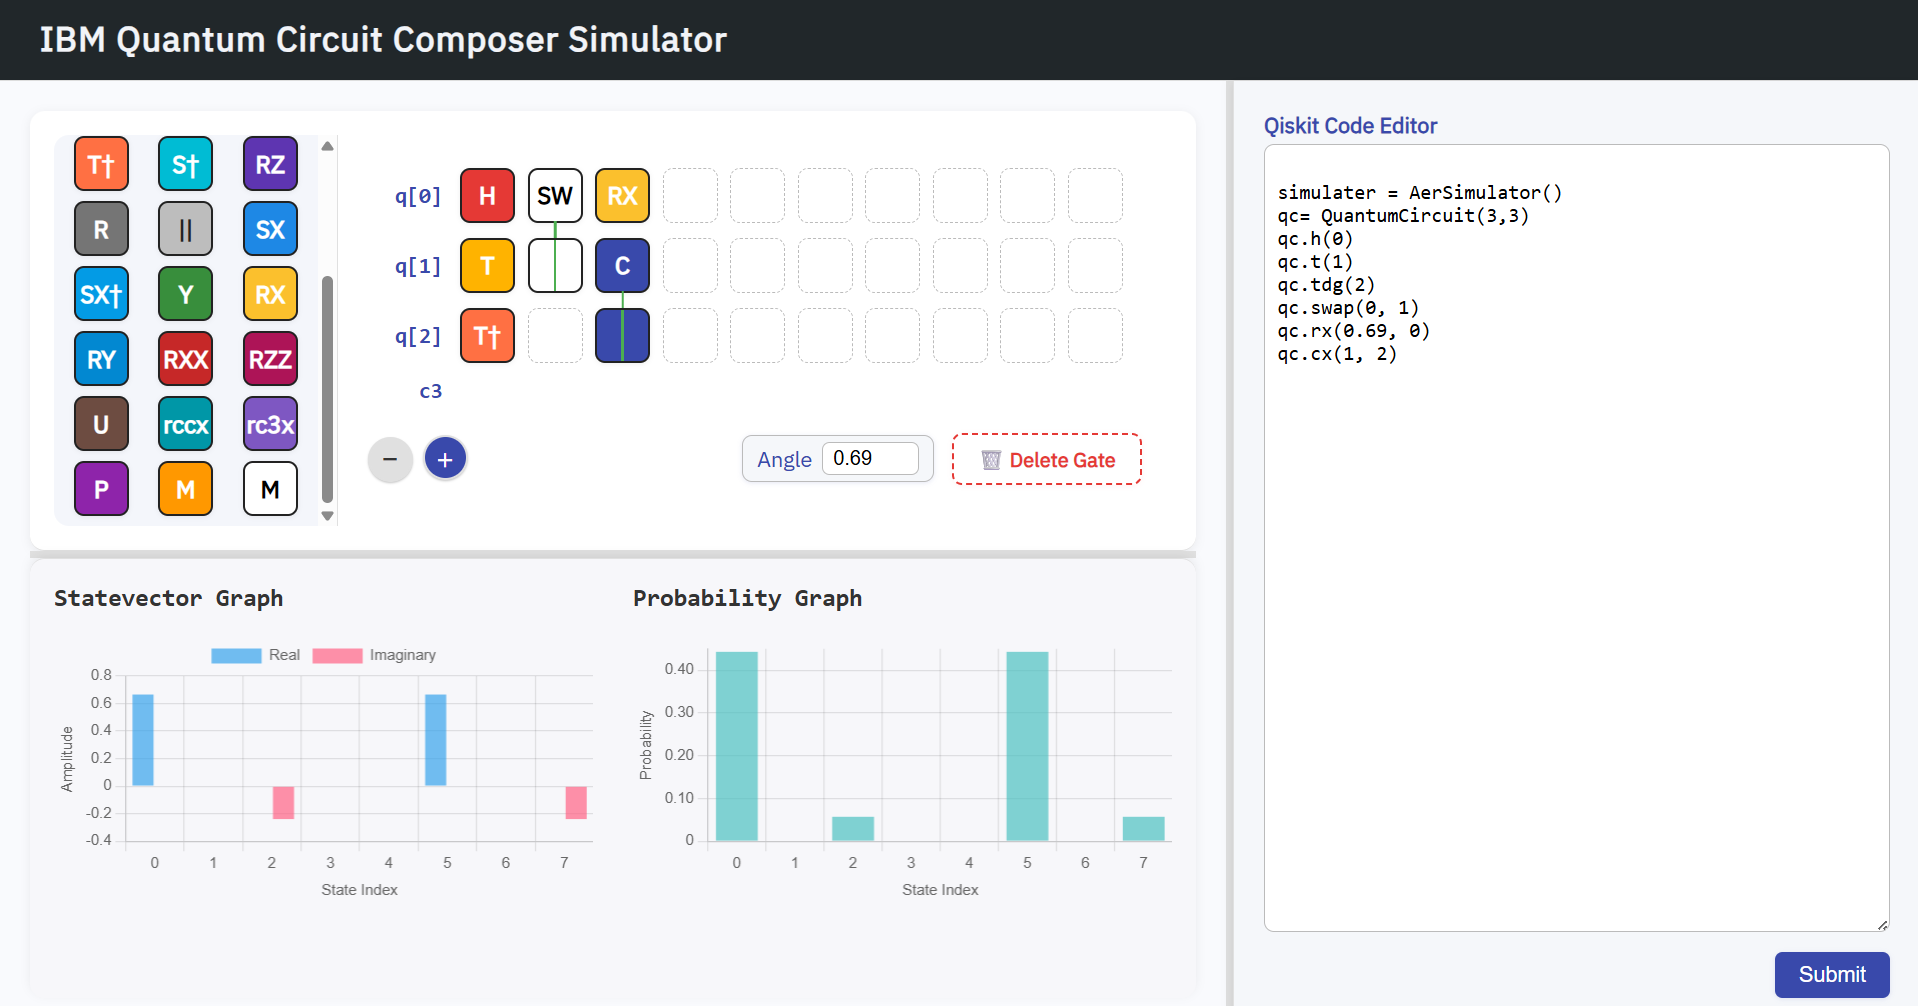 IBM Quantum Circuit Composer Simulator
T† S† RZ
R || SX
SX† Y RX
RY RXX RZZ
U rccx rc3x
P M M
q[0] H SW RX
q[1] T C
q[2] T†
c3
− +
Angle 0.69
Delete Gate
Statevector Graph
Real Imaginary
Amplitude
0.8
0.6
0.4
0.2
0
-0.2
-0.4
0 1 2 3 4 5 6 7
State Index
Probability Graph
Probability
0.40
0.30
0.20
0.10
0
0 1 2 3 4 5 6 7
State Index
Qiskit Code Editor
simulater = AerSimulator()
qc= QuantumCircuit(3,3)
qc.h(0)
qc.t(1)
qc.tdg(2)
qc.swap(0, 1)
qc.rx(0.69, 0)
qc.cx(1, 2)
Submit